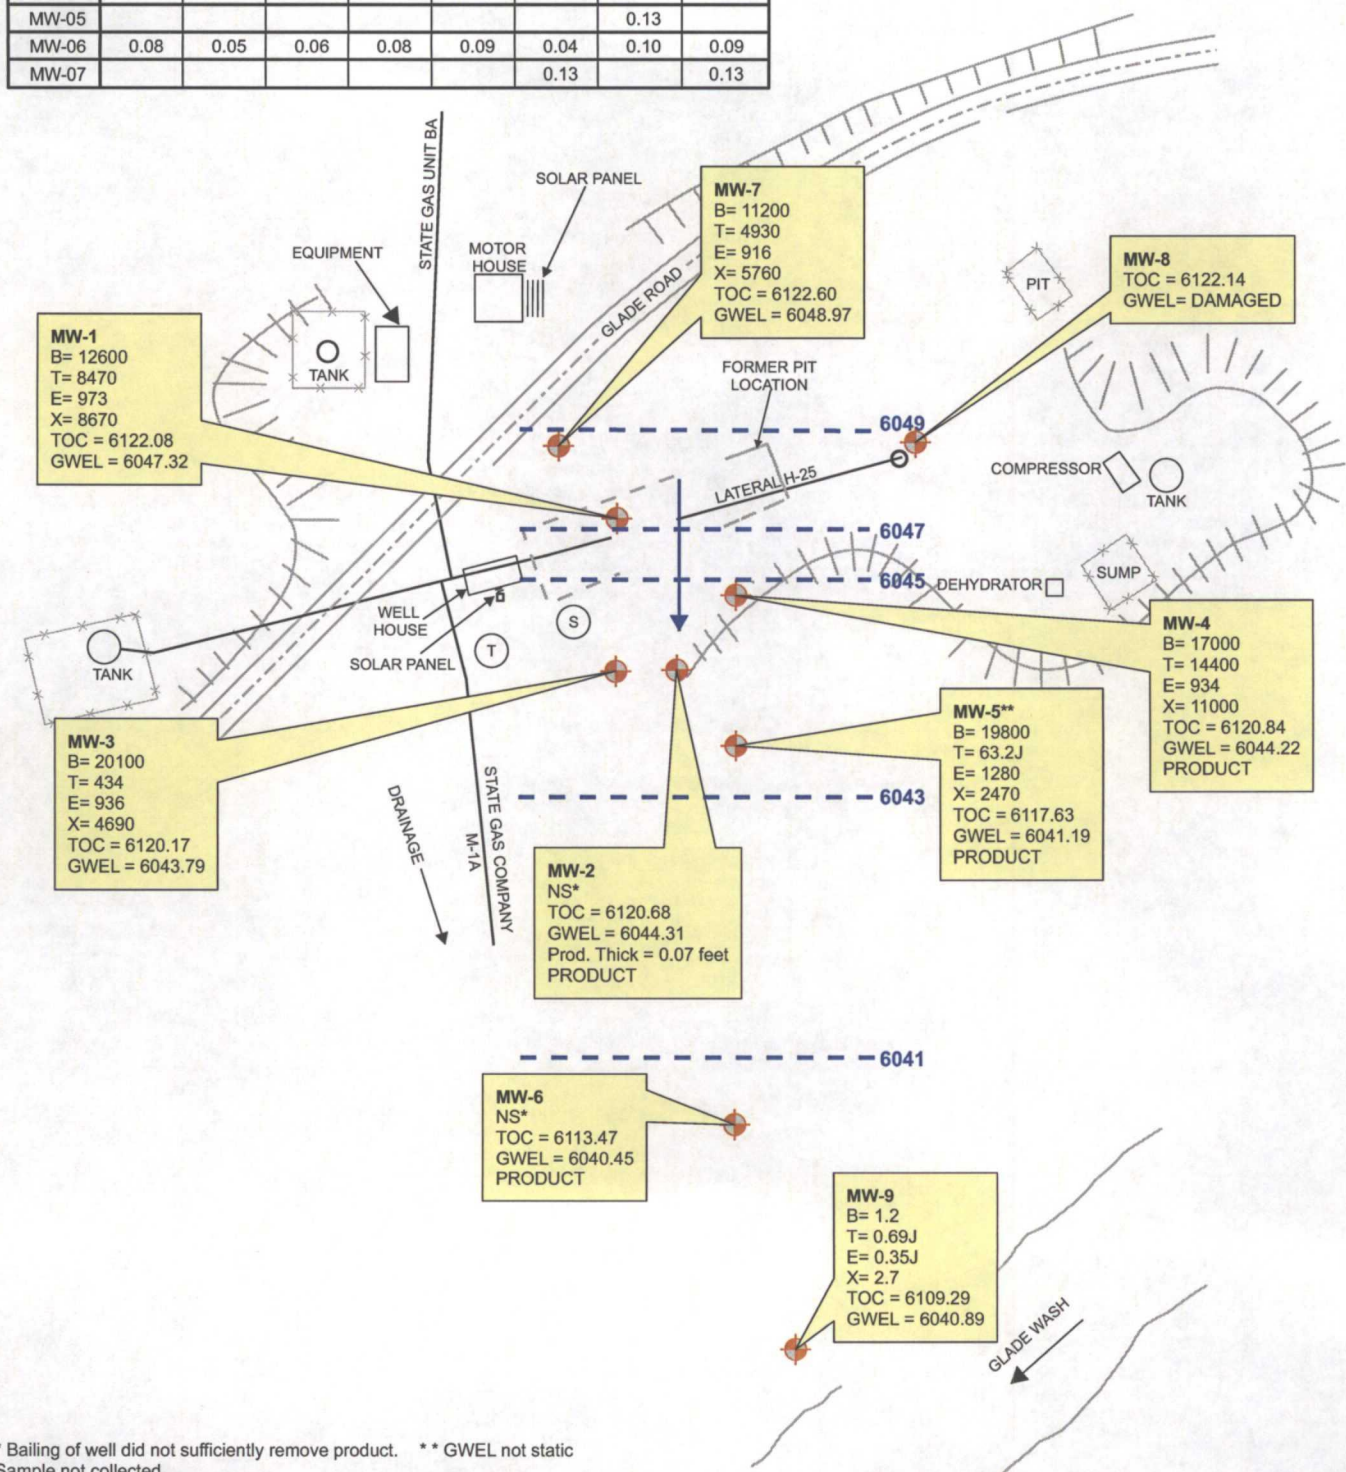 MW-05 0.13
MW-06 0.08 0.05 0.06 0.08 0.09 0.04 0.10 0.09
MW-07 0.13 0.13
STATE GAS UNIT BA
SOLAR PANEL
EQUIPMENT
MOTOR
HOUSE
TANK
GLADE ROAD
MW-7
B= 11200
T= 4930
E= 916
X= 5760
TOC = 6122.60
GWEL = 6048.97
PIT
MW-8
TOC = 6122.14
GWEL= DAMAGED
MW-1
B= 12600
T= 8470
E= 973
X= 8670
TOC = 6122.08
GWEL = 6047.32
FORMER PIT
LOCATION
6049
LATERAL H-25
COMPRESSOR
TANK
6047
6045
DEHYDRATOR
SUMP
WELL
HOUSE
SOLAR PANEL
S
T
TANK
MW-4
B= 17000
T= 14400
E= 934
X= 11000
TOC = 6120.84
GWEL = 6044.22
PRODUCT
MW-5**
B= 19800
T= 63.2J
E= 1280
X= 2470
TOC = 6117.63
GWEL = 6041.19
PRODUCT
MW-3
B= 20100
T= 434
E= 936
X= 4690
TOC = 6120.17
GWEL = 6043.79
DRAINAGE
STATE GAS COMPANY
M-1A
6043
MW-2
NS*
TOC = 6120.68
GWEL = 6044.31
Prod. Thick = 0.07 feet
PRODUCT
6041
MW-6
NS*
TOC = 6113.47
GWEL = 6040.45
PRODUCT
MW-9
B= 1.2
T= 0.69J
E= 0.35J
X= 2.7
TOC = 6109.29
GWEL = 6040.89
GLADE WASH
* Bailing of well did not sufficiently remove product. * * GWEL not static
Sample not collected